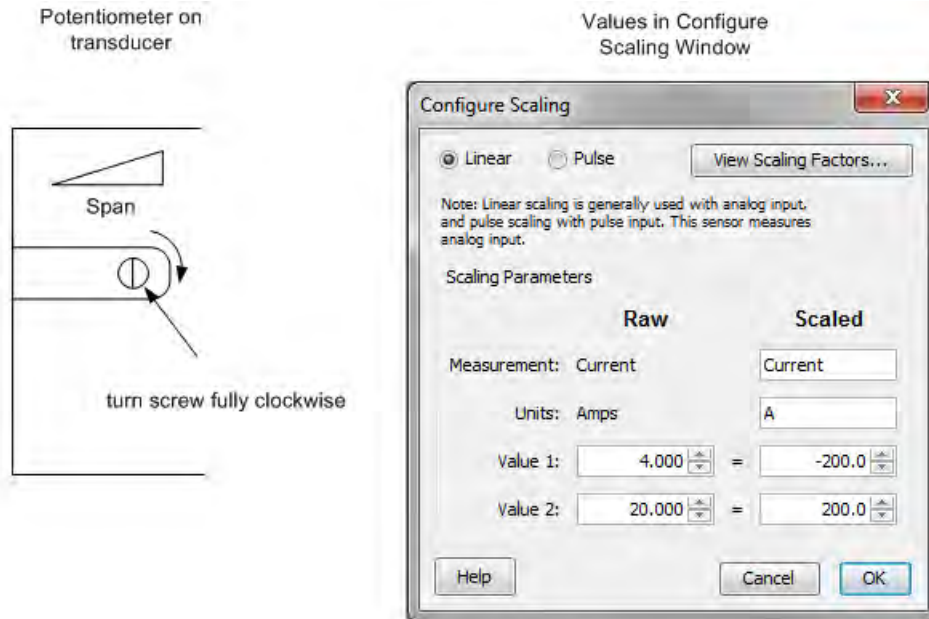 Potentiometer on
transducer
Span
turn screw fully clockwise
Values in Configure
Scaling Window
Configure Scaling
Linear Pulse View Scaling Factors...
Note: Linear scaling is generally used with analog input,
and pulse scaling with pulse input. This sensor measures
analog input.
Scaling Parameters
Raw Scaled
Measurement: Current Current
Units: Amps A
Value 1: 4.000 = -200.0
Value 2: 20.000 = 200.0
Help Cancel OK